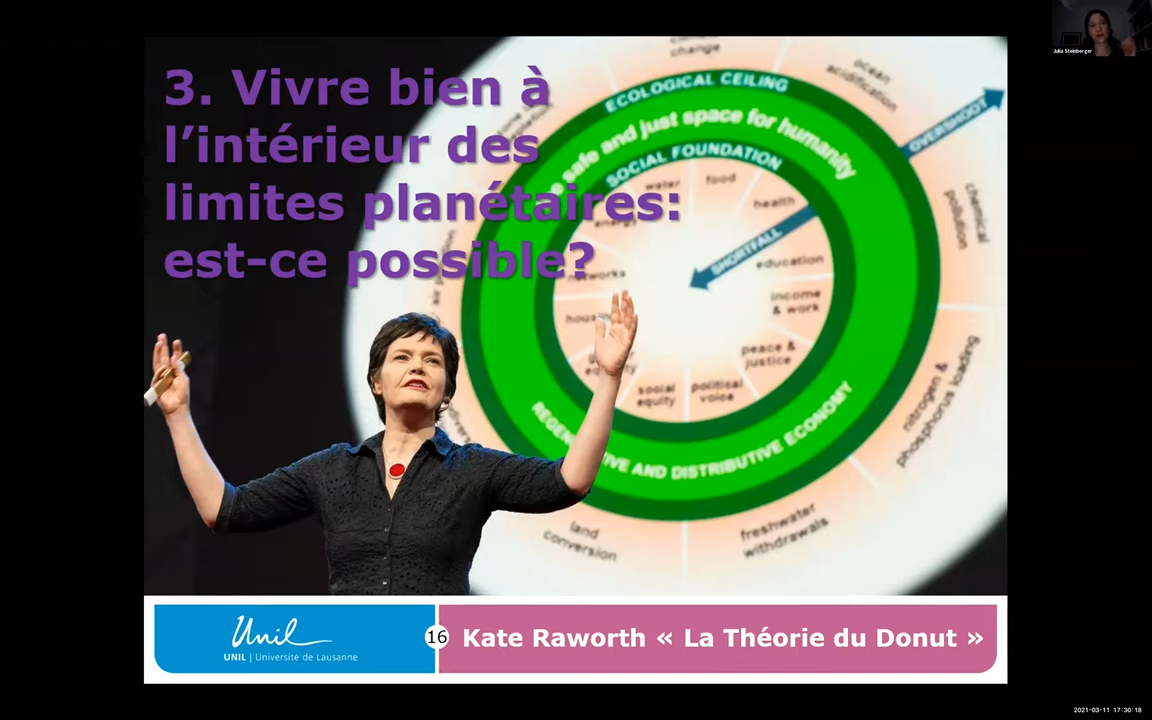 3. Vivre bien à
l’intérieur des
limites planétaires:
est-ce possible?
change
ocean
acidification
ECOLOGICAL CEILING
safe and just space for humanity
SOCIAL FOUNDATION
OVERSHOOT
water
food
health
energy
SHORTFALL
education
networks
income
& work
chemical
pollution
air pollution
peace &
justice
social
equity
political
voice
nitrogen &
phosphorus loading
AND DISTRIBUTIVE ECONOMY
land
conversion
freshwater
withdrawals
Unil
UNIL | Université de Lausanne
16
Kate Raworth « La Théorie du Donut »
Julia Steinberger
2021-03-11 17:30:18